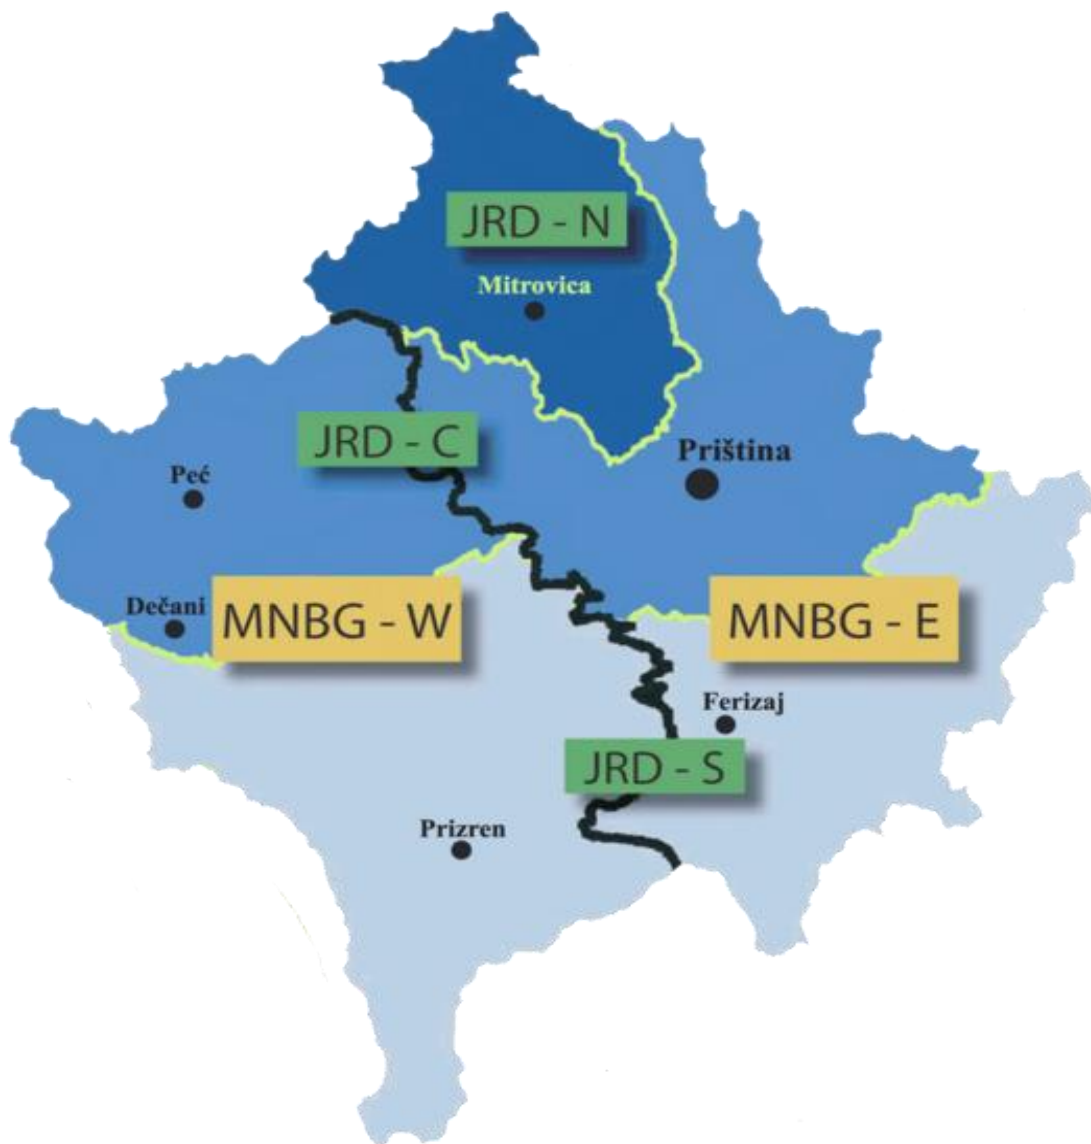 JRD - N
Mitrovica
JRD - C
Priština
Peć
Dečani
MNBG - W
MNBG - E
Ferizaj
JRD - S
Prizren